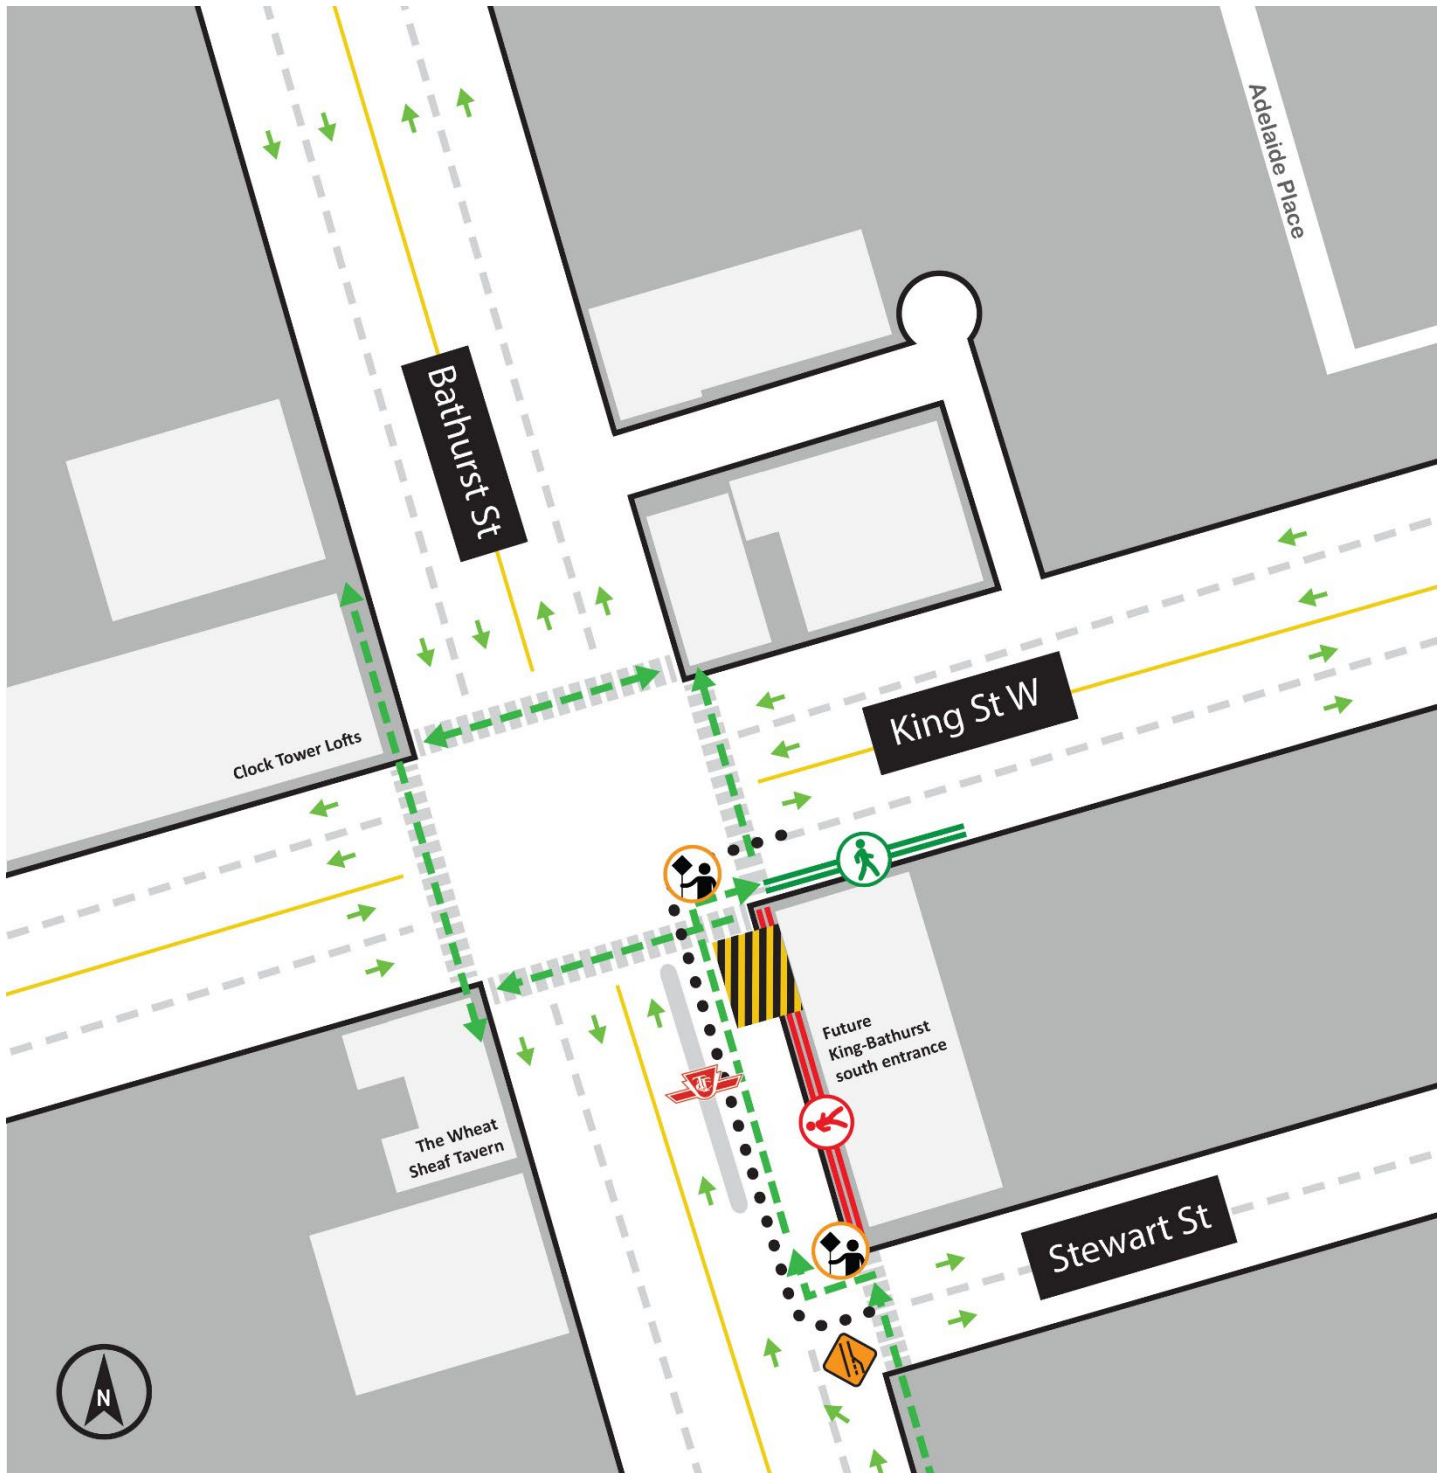 Adelaide Place
Bathurst St
King St W
Clock Tower Lofts
Future
King-Bathurst
south entrance
The Wheat
Sheaf Tavern
Stewart St
N